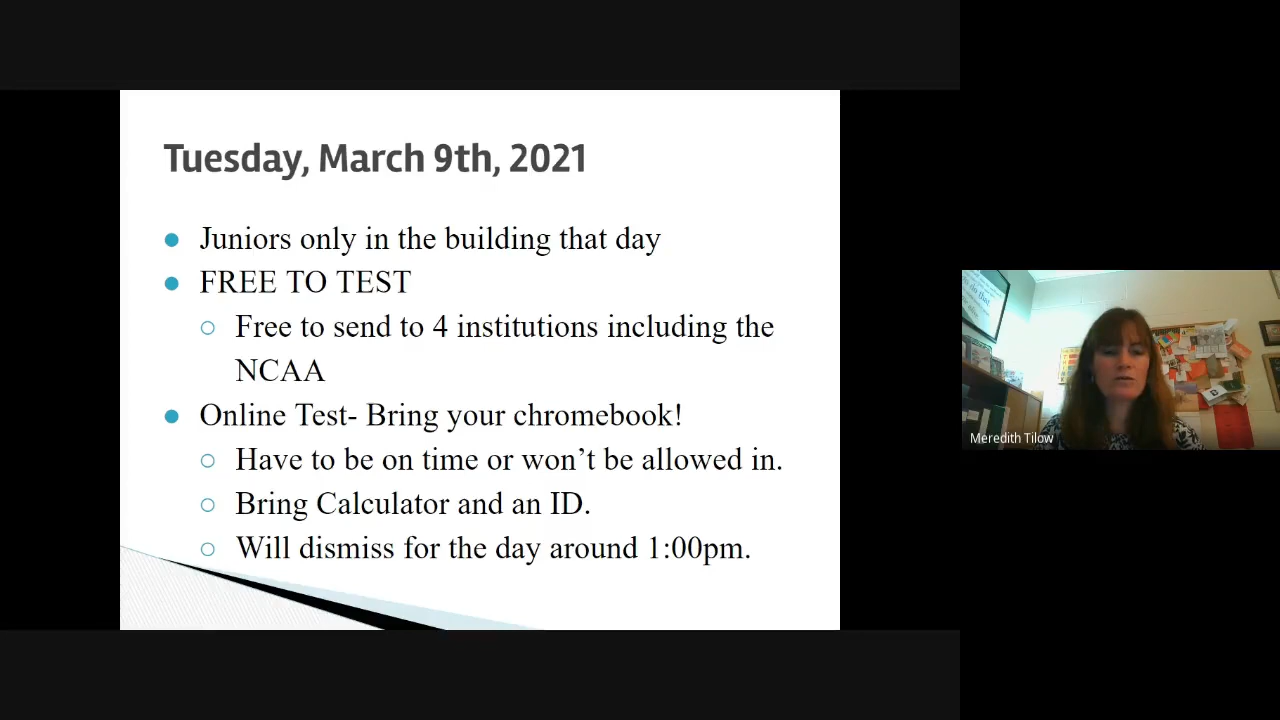 Tuesday, March 9th, 2021
Juniors only in the building that day
FREE TO TEST
Free to send to 4 institutions including the
NCAA
Online Test- Bring your chromebook!
Have to be on time or won’t be allowed in.
Bring Calculator and an ID.
Will dismiss for the day around 1:00pm.
Meredith Tilow